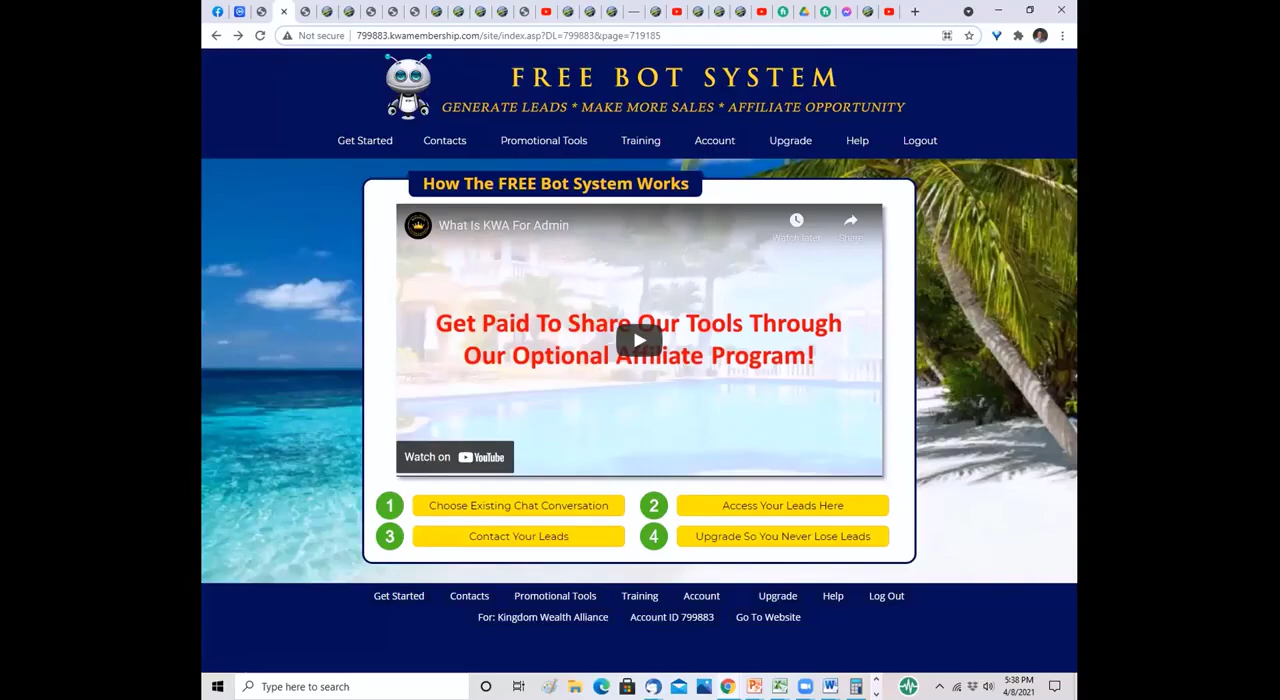 Not secure
799883.kwamembership.com/site/index.asp?DL=799883&page=719185
FREE BOT SYSTEM
GENERATE LEADS * MAKE MORE SALES * AFFILIATE OPPORTUNITY
Get Started Contacts Promotional Tools Training Account Upgrade Help Logout
How The FREE Bot System Works
What Is KWA For Admin
Watch later Share
Get Paid To Share Our Tools Through
Our Optional Affiliate Program!
Watch on YouTube
1 Choose Existing Chat Conversation 2 Access Your Leads Here
3 Contact Your Leads 4 Upgrade So You Never Lose Leads
Get Started Contacts Promotional Tools Training Account Upgrade Help Log Out
For: Kingdom Wealth Alliance Account ID 799883 Go To Website
Type here to search
5:38 PM
4/8/2021